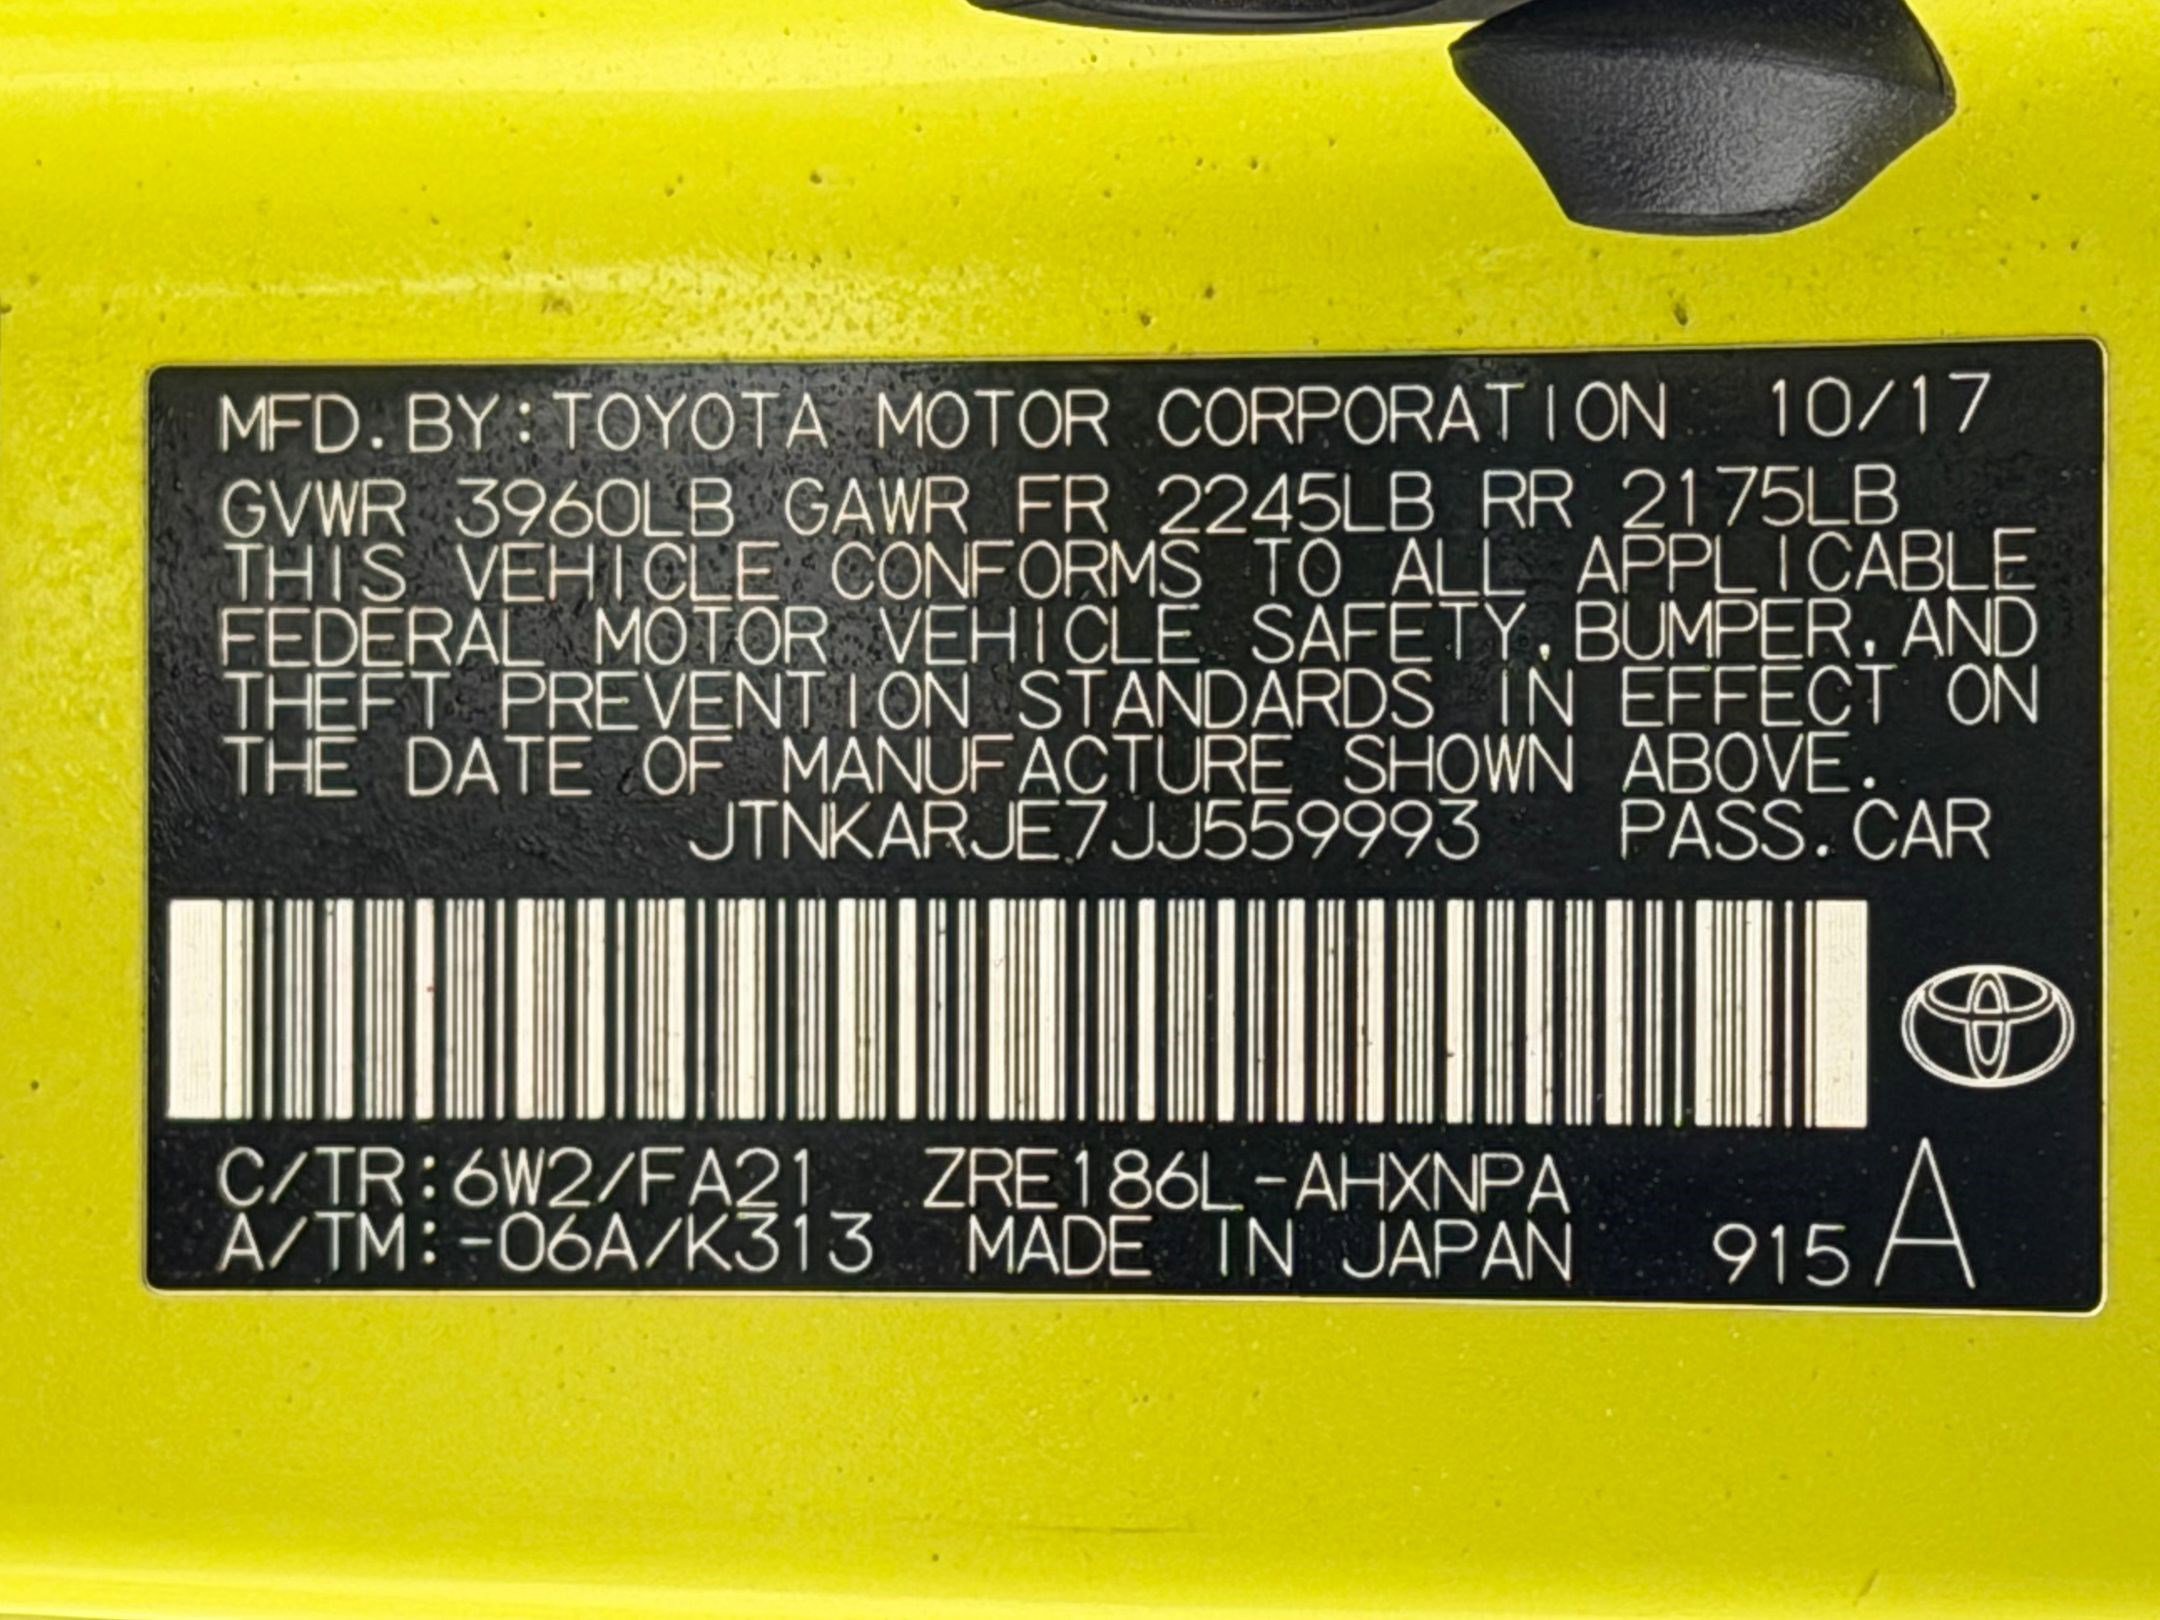 MFD.BY:TOYOTA MOTOR CORPORATION 10/17
GVWR 3960LB GAWR FR 2245LB RR 2175LB
THIS VEHICLE CONFORMS TO ALL APPLICABLE
FEDERAL MOTOR VEHICLE SAFETY,BUMPER,AND
THEFT PREVENTION STANDARDS IN EFFECT ON
THE DATE OF MANUFACTURE SHOWN ABOVE.
JTNKARJE7JJ559993 PASS.CAR
C/TR:6W2/FA21 ZRE186L-AHXNPA
A/TM:-06A/K313 MADE IN JAPAN 915 A